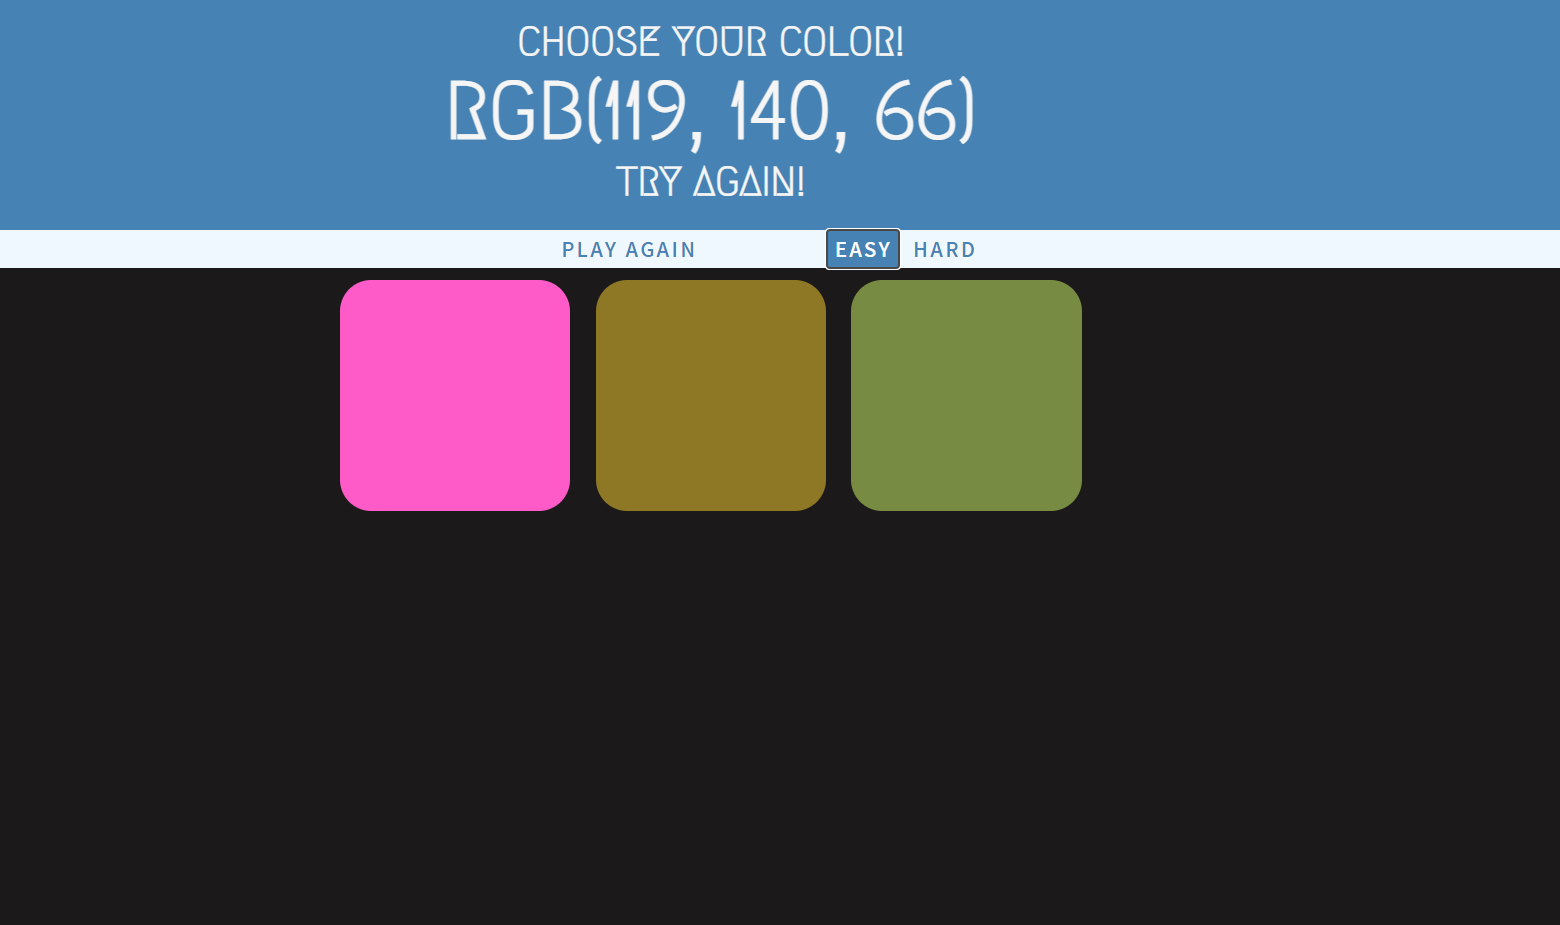 CHOOSE YOUR COLOR!
RGB(119, 140, 66)
TRY AGAIN!
PLAY AGAIN EASY HARD